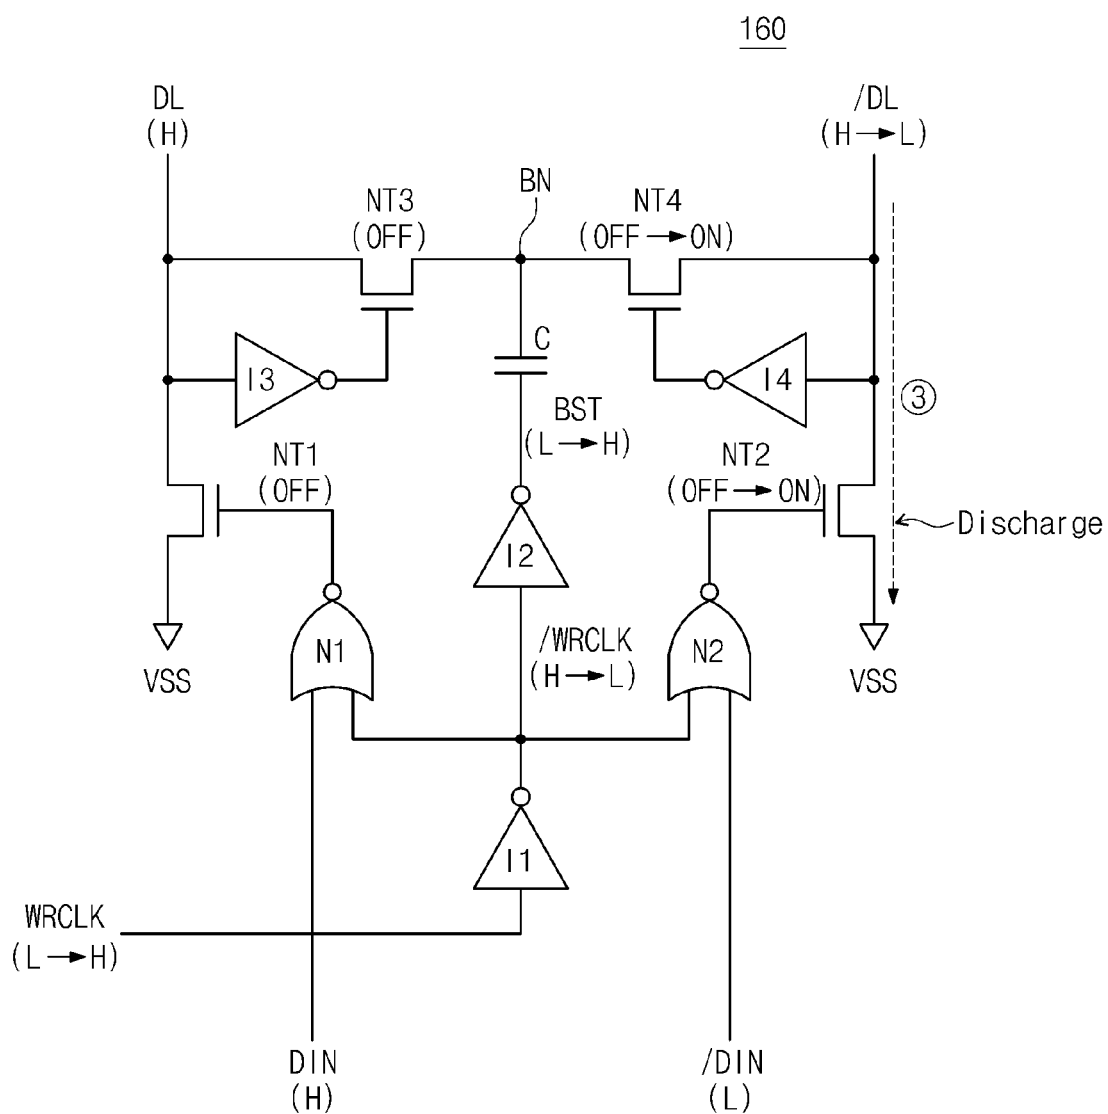 160
DL
(H)
/DL
(H→L)
BN
NT3
(OFF)
NT4
(OFF→ON)
C
I3
I4
③
BST
(L→H)
NT1
(OFF)
NT2
(OFF→ON)
Discharge
I2
N1
/WRCLK
(H→L)
N2
VSS
VSS
I1
WRCLK
(L→H)
DIN
(H)
/DIN
(L)